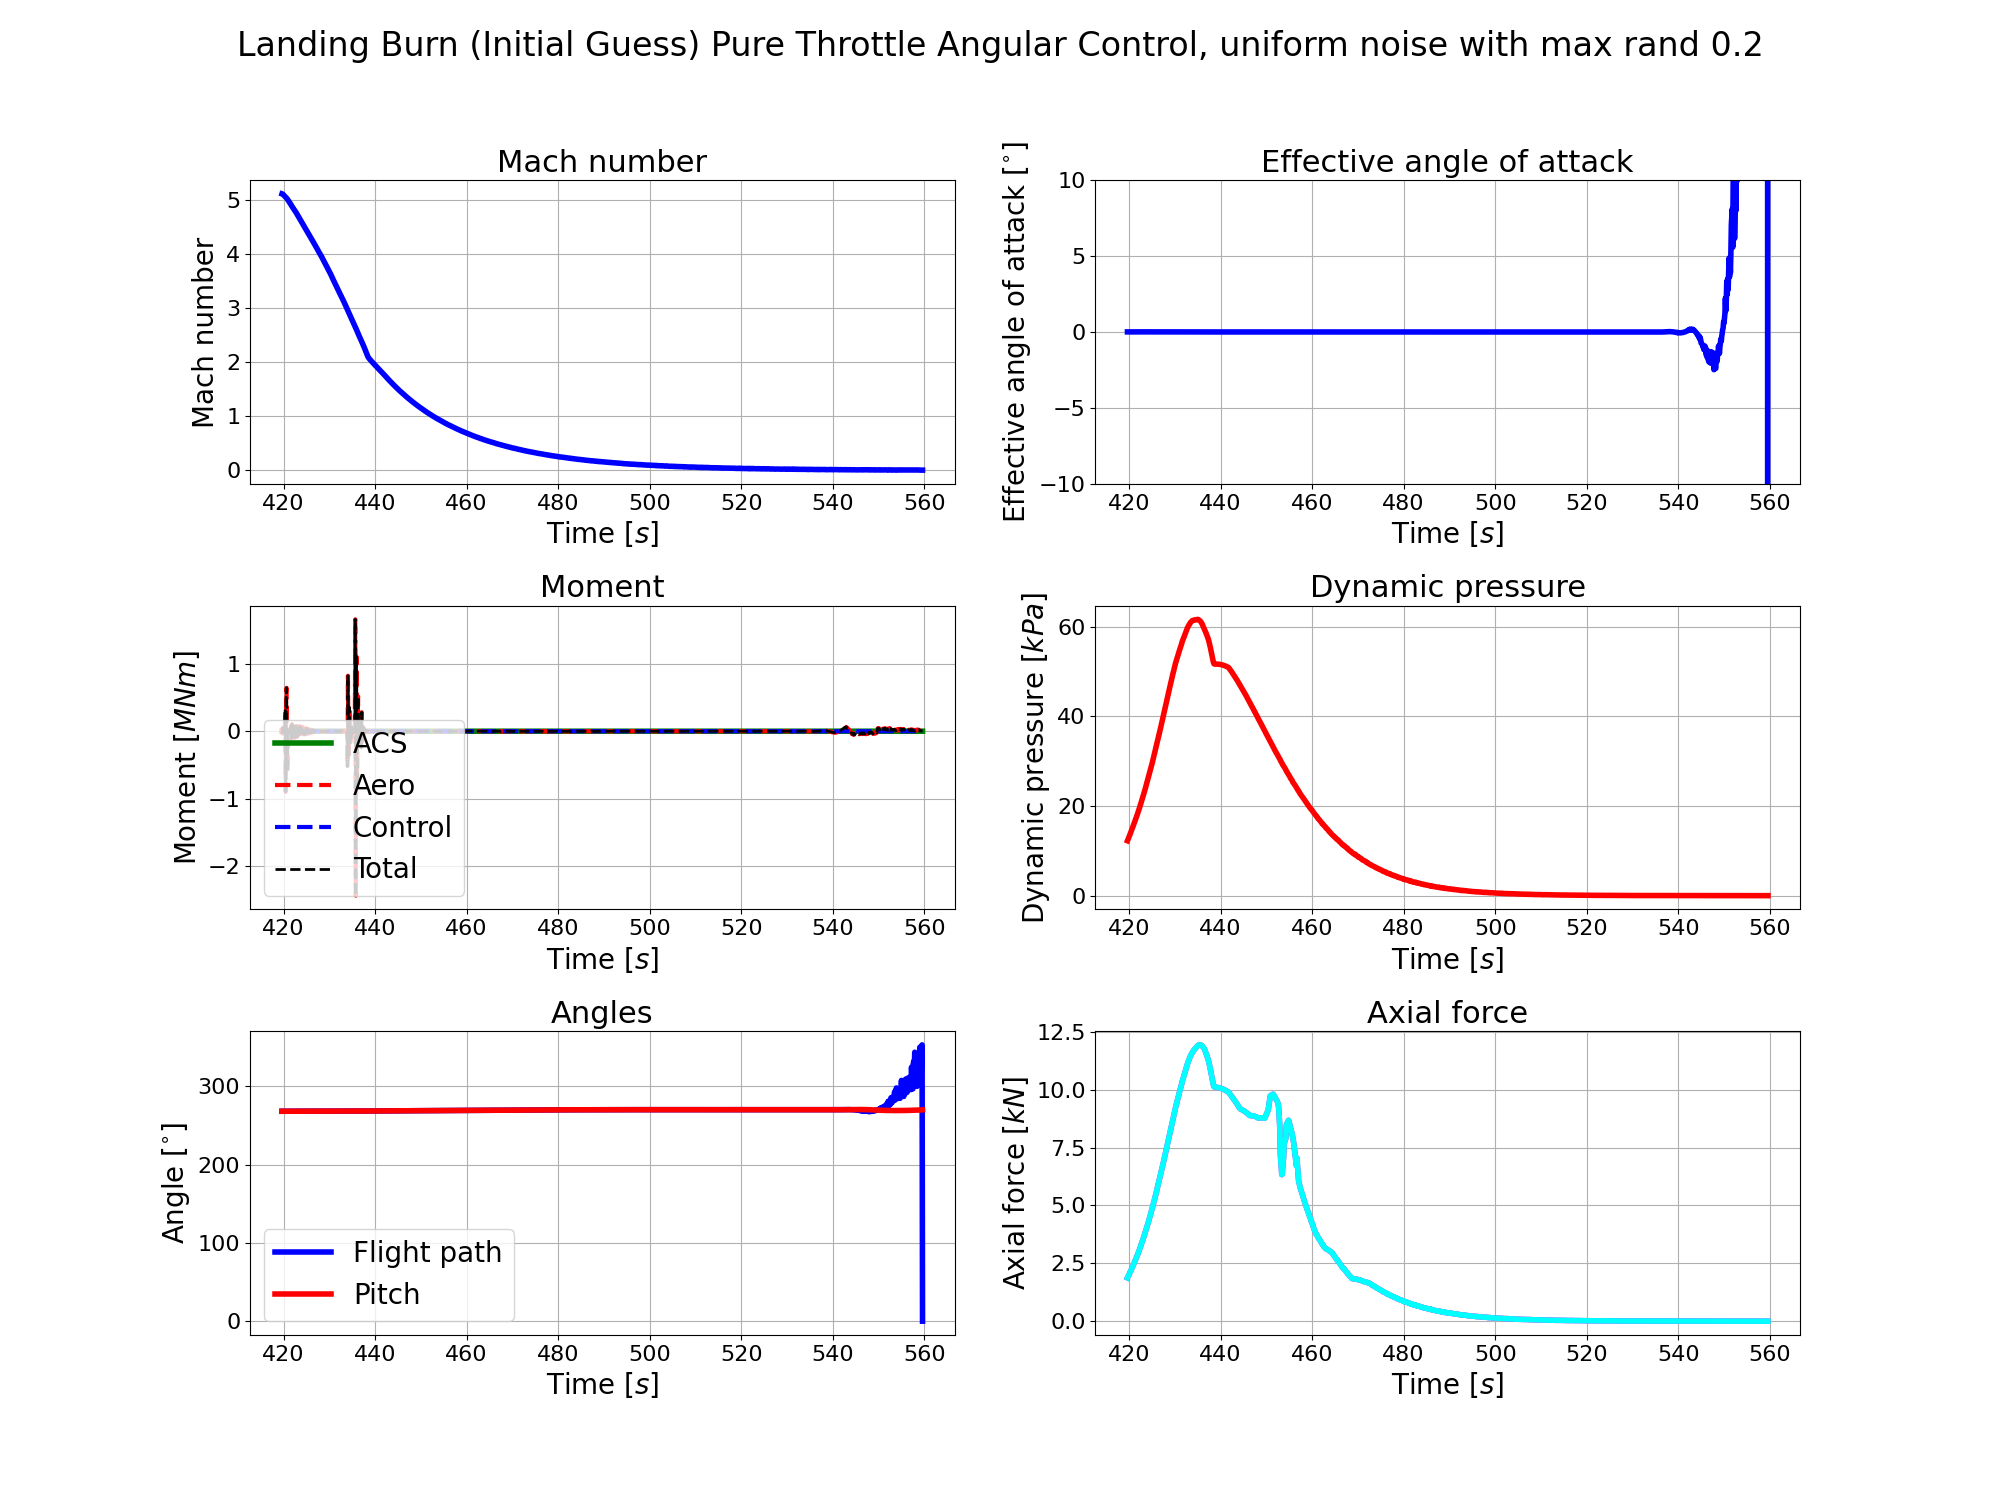 Landing Burn (Initial Guess) Pure Throttle Angular Control, uniform noise with max rand 0.2
Mach number
Mach number
5
4
3
2
1
0
420 440 460 480 500 520 540 560
Time [s]
Effective angle of attack
Effective angle of attack [°]
10
5
0
−5
−10
420 440 460 480 500 520 540 560
Time [s]
Moment
Moment [MNm]
1
0
−1
−2
ACS
Aero
Control
Total
420 440 460 480 500 520 540 560
Time [s]
Dynamic pressure
Dynamic pressure [kPa]
60
40
20
0
420 440 460 480 500 520 540 560
Time [s]
Angles
Angle [°]
300
200
100
0
Flight path
Pitch
420 440 460 480 500 520 540 560
Time [s]
Axial force
Axial force [kN]
12.5
10.0
7.5
5.0
2.5
0.0
420 440 460 480 500 520 540 560
Time [s]